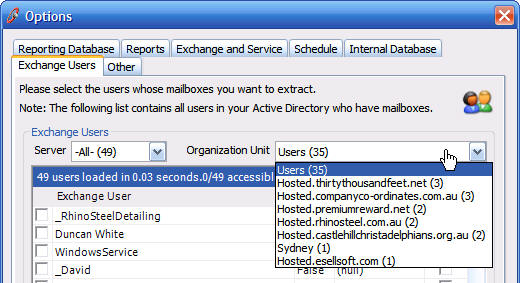 Options
Reporting Database Reports Exchange and Service Schedule Internal Database
Exchange Users Other
Please select the users whose mailboxes you want to extract.
Note: The following list contains all users in your Active Directory who have mailboxes.
Exchange Users
Server -All- (49) Organization Unit Users (35)
49 users loaded in 0.03 seconds.0/49 accessibl
Users (35)
Hosted.thirtythousandfeet.net (3)
Hosted.companyco-ordinates.com.au (3)
Hosted.premiumreward.net (2)
Hosted.rhinosteel.com.au (2)
Hosted.castlehillchristadelphians.org.au (2)
Sydney (1)
Hosted.esellsoft.com (1)
Exchange User
_RhinoSteelDetailing
Duncan White
WindowsService
_David False (null)